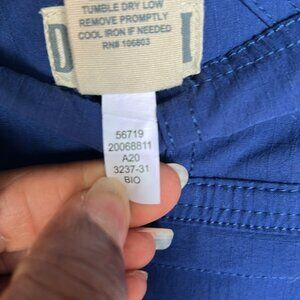 TUMBLE DRY LOW
REMOVE PROMPTLY
COOL IRON IF NEEDED
RN# 106803
D
56719
20068811
A20
3237-31
BIO